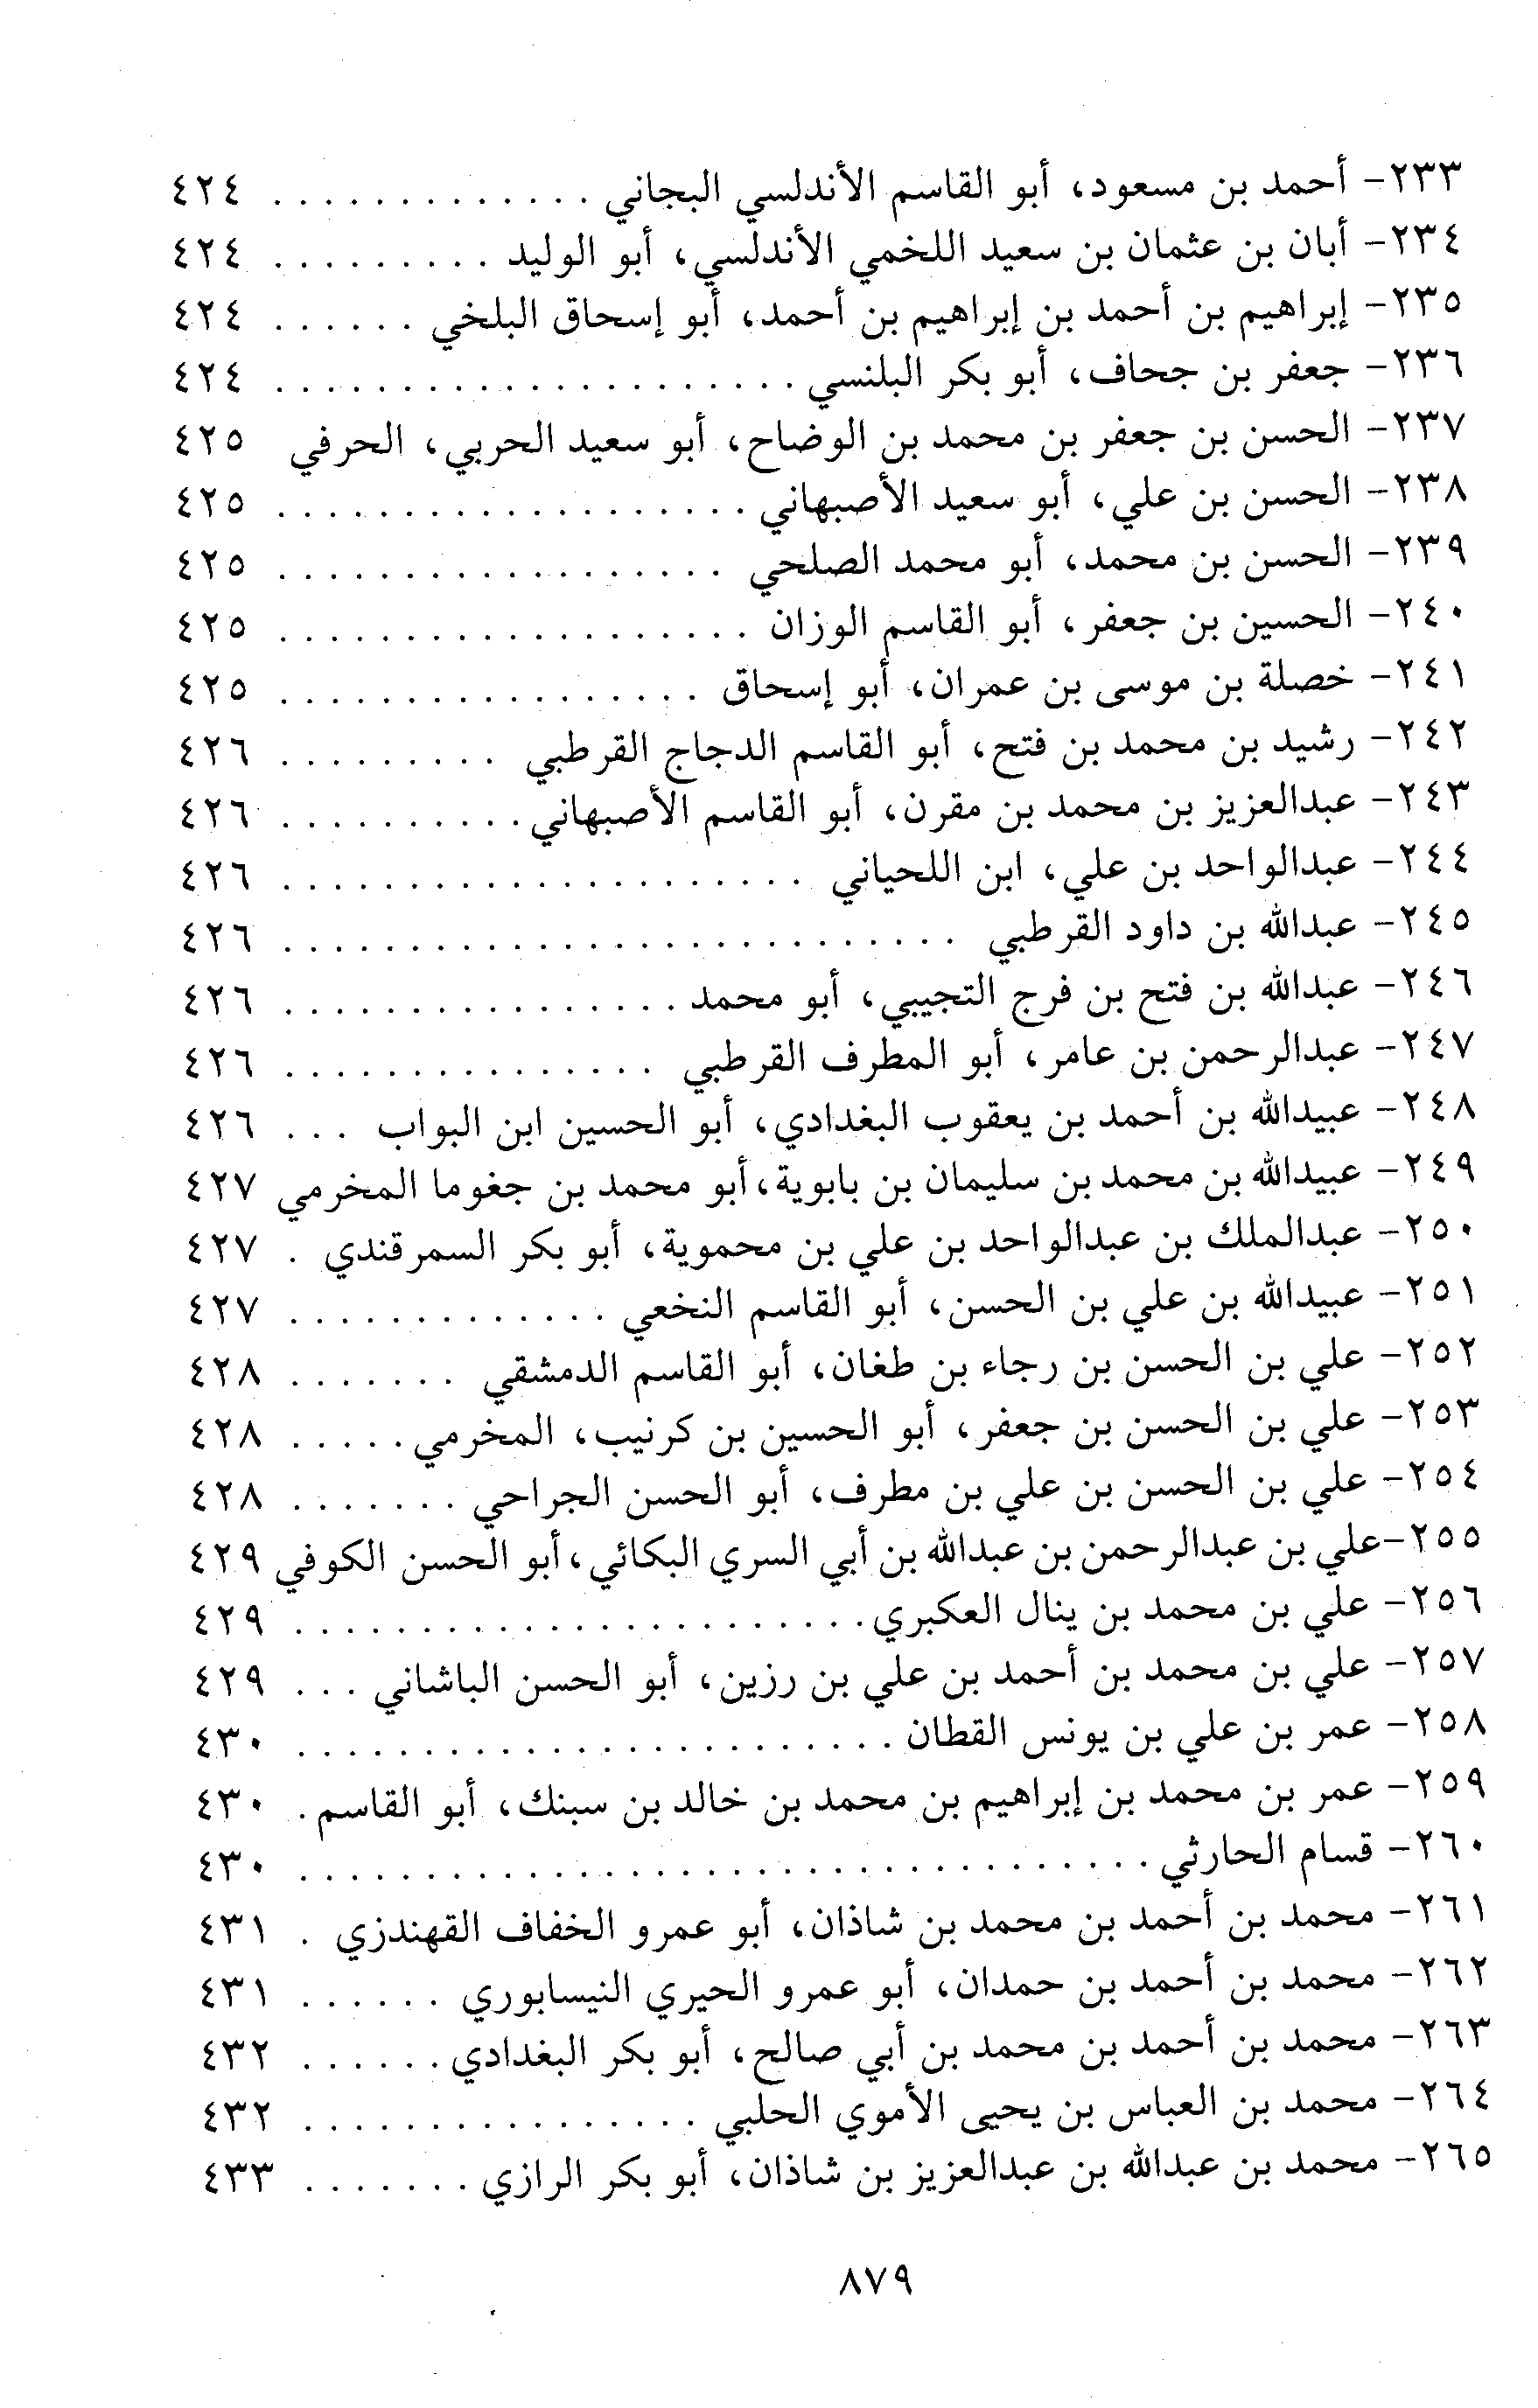 ٢٣٣- أحمد بن مسعود، أبو القاسم الأندلسي البجاني . . . . . . . . . . . . . ٤٢٤
٢٣٤- أبان بن عثمان بن سعيد اللخمي الأندلسي، أبو الوليد . . . . . . . . . ٤٢٤
٢٣٥- إبراهيم بن أحمد بن إبراهيم بن أحمد، أبو إسحاق البلخي . . . . . . ٤٢٤
٢٣٦- جعفر بن جحاف، أبو بكر البلنسي . . . . . . . . . . . . . . . . . . . . . ٤٢٤
٢٣٧- الحسن بن جعفر بن محمد بن الوضاح، أبو سعيد الحربي، الحرفي ٤٢٥
٢٣٨- الحسن بن علي، أبو سعيد الأصبهاني . . . . . . . . . . . . . . . . . . . ٤٢٥
٢٣٩- الحسن بن محمد، أبو محمد الصلحي . . . . . . . . . . . . . . . . . . ٤٢٥
٢٤٠- الحسين بن جعفر، أبو القاسم الوزان . . . . . . . . . . . . . . . . . . . ٤٢٥
٢٤١- خصلة بن موسى بن عمران، أبو إسحاق . . . . . . . . . . . . . . . . . ٤٢٥
٢٤٢- رشيد بن محمد بن فتح، أبو القاسم الدجاج القرطبي . . . . . . . . . ٤٢٦
٢٤٣- عبدالعزيز بن محمد بن مقرن، أبو القاسم الأصبهاني . . . . . . . . . . ٤٢٦
٢٤٤- عبدالواحد بن علي، ابن اللحياني . . . . . . . . . . . . . . . . . . . . . ٤٢٦
٢٤٥- عبدالله بن داود القرطبي . . . . . . . . . . . . . . . . . . . . . . . . . . . ٤٢٦
٢٤٦- عبدالله بن فتح بن فرج التجيبي، أبو محمد . . . . . . . . . . . . . . . . ٤٢٦
٢٤٧- عبدالرحمن بن عامر، أبو المطرف القرطبي . . . . . . . . . . . . . . . ٤٢٦
٢٤٨- عبيدالله بن أحمد بن يعقوب البغدادي، أبو الحسين ابن البواب . . . ٤٢٦
٢٤٩- عبيدالله بن محمد بن سليمان بن بابوية، أبو محمد بن جغوما المخرمي ٤٢٧
٢٥٠- عبدالملك بن عبدالواحد بن علي بن محموية، أبو بكر السمرقندي . ٤٢٧
٢٥١- عبيدالله بن علي بن الحسن، أبو القاسم النخعي . . . . . . . . . . . . . ٤٢٧
٢٥٢- علي بن الحسن بن رجاء بن طغان، أبو القاسم الدمشقي . . . . . . . ٤٢٨
٢٥٣- علي بن الحسن بن جعفر، أبو الحسين بن كرنيب، المخرمي . . . . . ٤٢٨
٢٥٤- علي بن الحسن بن علي بن مطرف، أبو الحسن الجراحي . . . . . . . ٤٢٨
٢٥٥- علي بن عبدالرحمن بن عبدالله بن أبي السري البكائي، أبو الحسن الكوفي ٤٢٩
٢٥٦- علي بن محمد بن ينال العكبري . . . . . . . . . . . . . . . . . . . . . . . ٤٢٩
٢٥٧- علي بن محمد بن أحمد بن علي بن رزين، أبو الحسن الباشاني . . . ٤٢٩
٢٥٨- عمر بن علي بن يونس القطان . . . . . . . . . . . . . . . . . . . . . . . . ٤٣٠
٢٥٩- عمر بن محمد بن إبراهيم بن محمد بن خالد بن سبنك، أبو القاسم . ٤٣٠
٢٦٠- قسام الحارثي . . . . . . . . . . . . . . . . . . . . . . . . . . . . . . . . . . ٤٣٠
٢٦١- محمد بن أحمد بن محمد بن شاذان، أبو عمرو الخفاف القهندزي . ٤٣١
٢٦٢- محمد بن أحمد بن حمدان، أبو عمرو الحيري النيسابوري . . . . . . ٤٣١
٢٦٣- محمد بن أحمد بن محمد بن أبي صالح، أبو بكر البغدادي . . . . . . ٤٣٢
٢٦٤- محمد بن العباس بن يحيى الأموي الحلبي . . . . . . . . . . . . . . . . ٤٣٢
٢٦٥- محمد بن عبدالله بن عبدالعزيز بن شاذان، أبو بكر الرازي . . . . . . . ٤٣٣
٨٧٩